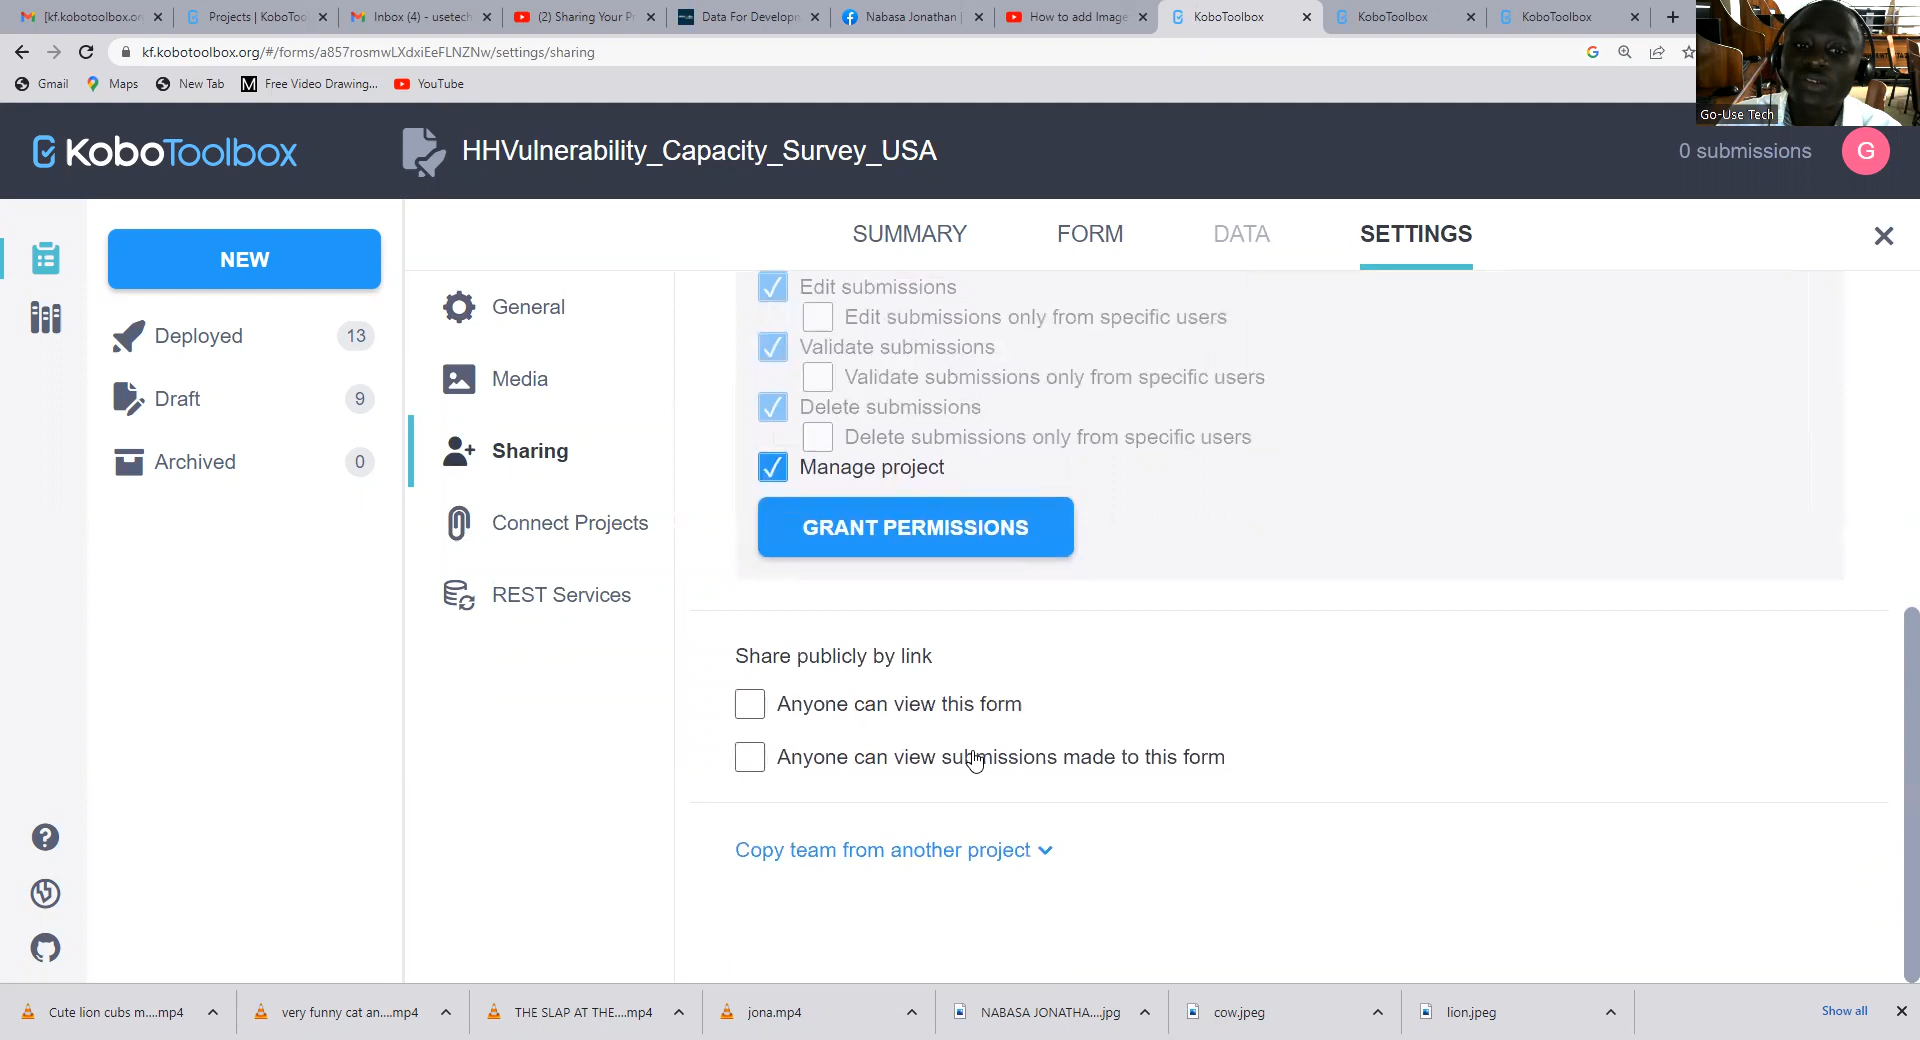 [kf.kobotoolbox.or
Projects | KoboToo
Inbox (4) - usetech
(2) Sharing Your P
Data For Developm
Nabasa Jonathan |
How to add Image
KoboToolbox
KoboToolbox
KoboToolbox
kf.kobotoolbox.org/#/forms/a857rosmwLXdxiEeFLNZNw/settings/sharing
Gmail
Maps
New Tab
Free Video Drawing...
YouTube
Go-Use Tech
KoboToolbox
HHVulnerability_Capacity_Survey_USA
0 submissions
G
NEW
Deployed
13
Draft
9
Archived
0
SUMMARY
FORM
DATA
SETTINGS
General
Media
Sharing
Connect Projects
REST Services
Edit submissions
Edit submissions only from specific users
Validate submissions
Validate submissions only from specific users
Delete submissions
Delete submissions only from specific users
Manage project
GRANT PERMISSIONS
Share publicly by link
Anyone can view this form
Anyone can view submissions made to this form
Copy team from another project
Cute lion cubs m....mp4
very funny cat an....mp4
THE SLAP AT THE....mp4
jona.mp4
NABASA JONATHA....jpg
cow.jpeg
lion.jpeg
Show all